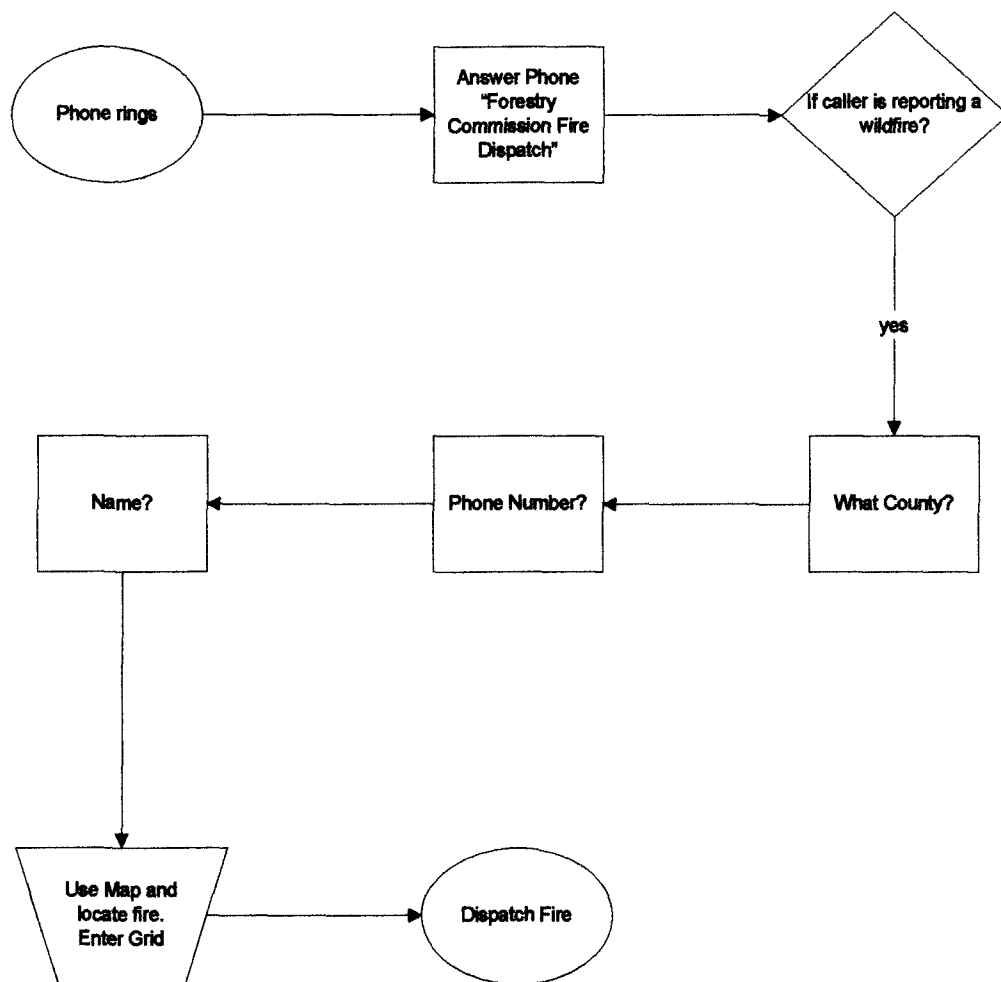 Phone rings
Answer Phone
"Forestry
Commission Fire
Dispatch"
If caller is reporting a
wildfire?
yes
What County?
Phone Number?
Name?
Use Map and
locate fire.
Enter Grid
Dispatch Fire